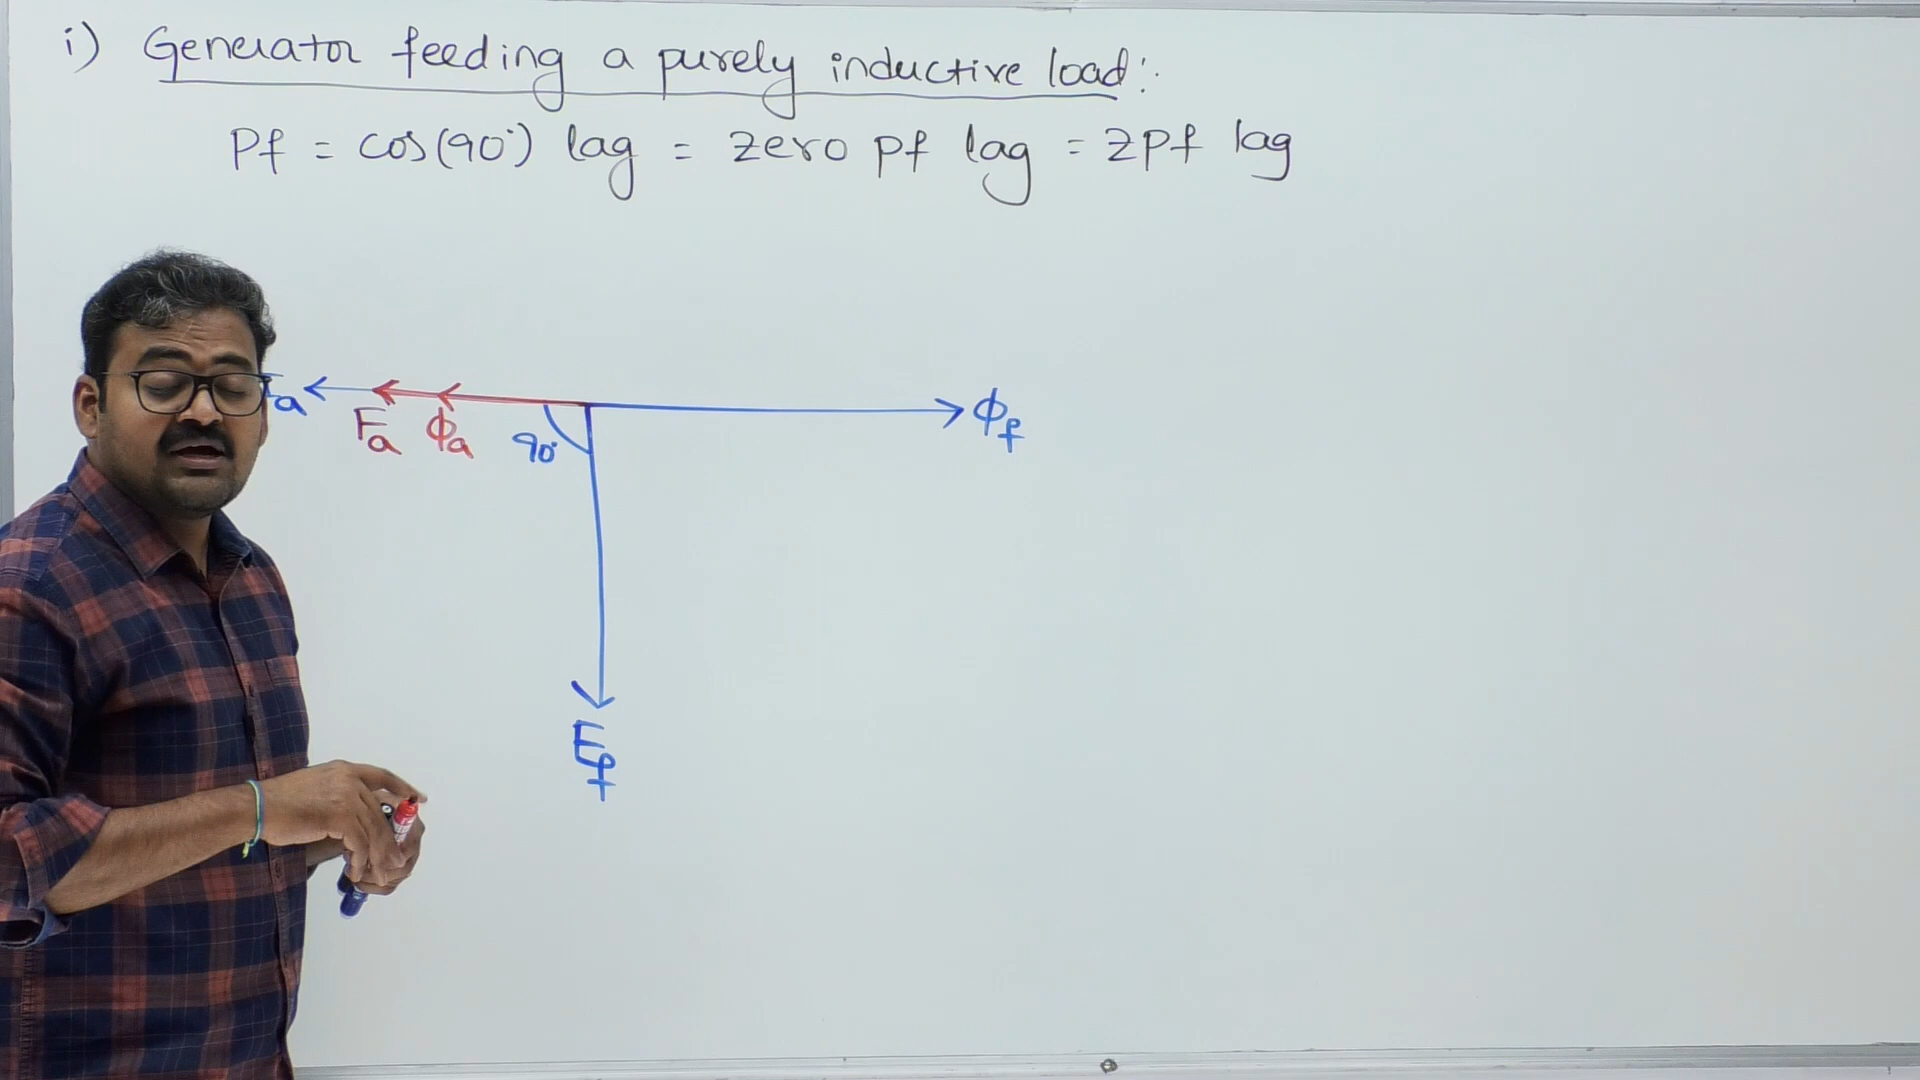 i) Generator feeding a purely inductive load:
Pf = cos(90°) lag = zero pf lag = zpf lag
Fa ϕa 90° ϕf
Ef